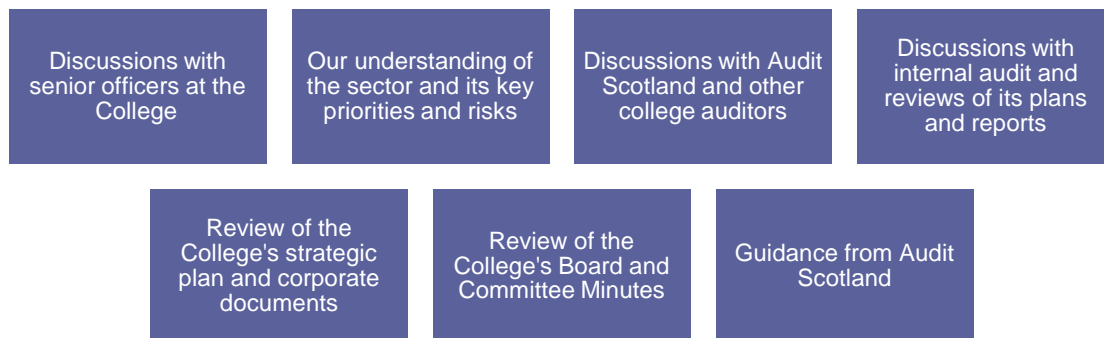 Discussions with
senior officers at the
College
Our understanding of
the sector and its key
priorities and risks
Discussions with Audit
Scotland and other
college auditors
Discussions with
internal audit and
reviews of its plans
and reports
Review of the
College's strategic
plan and corporate
documents
Review of the
College's Board and
Committee Minutes
Guidance from Audit
Scotland